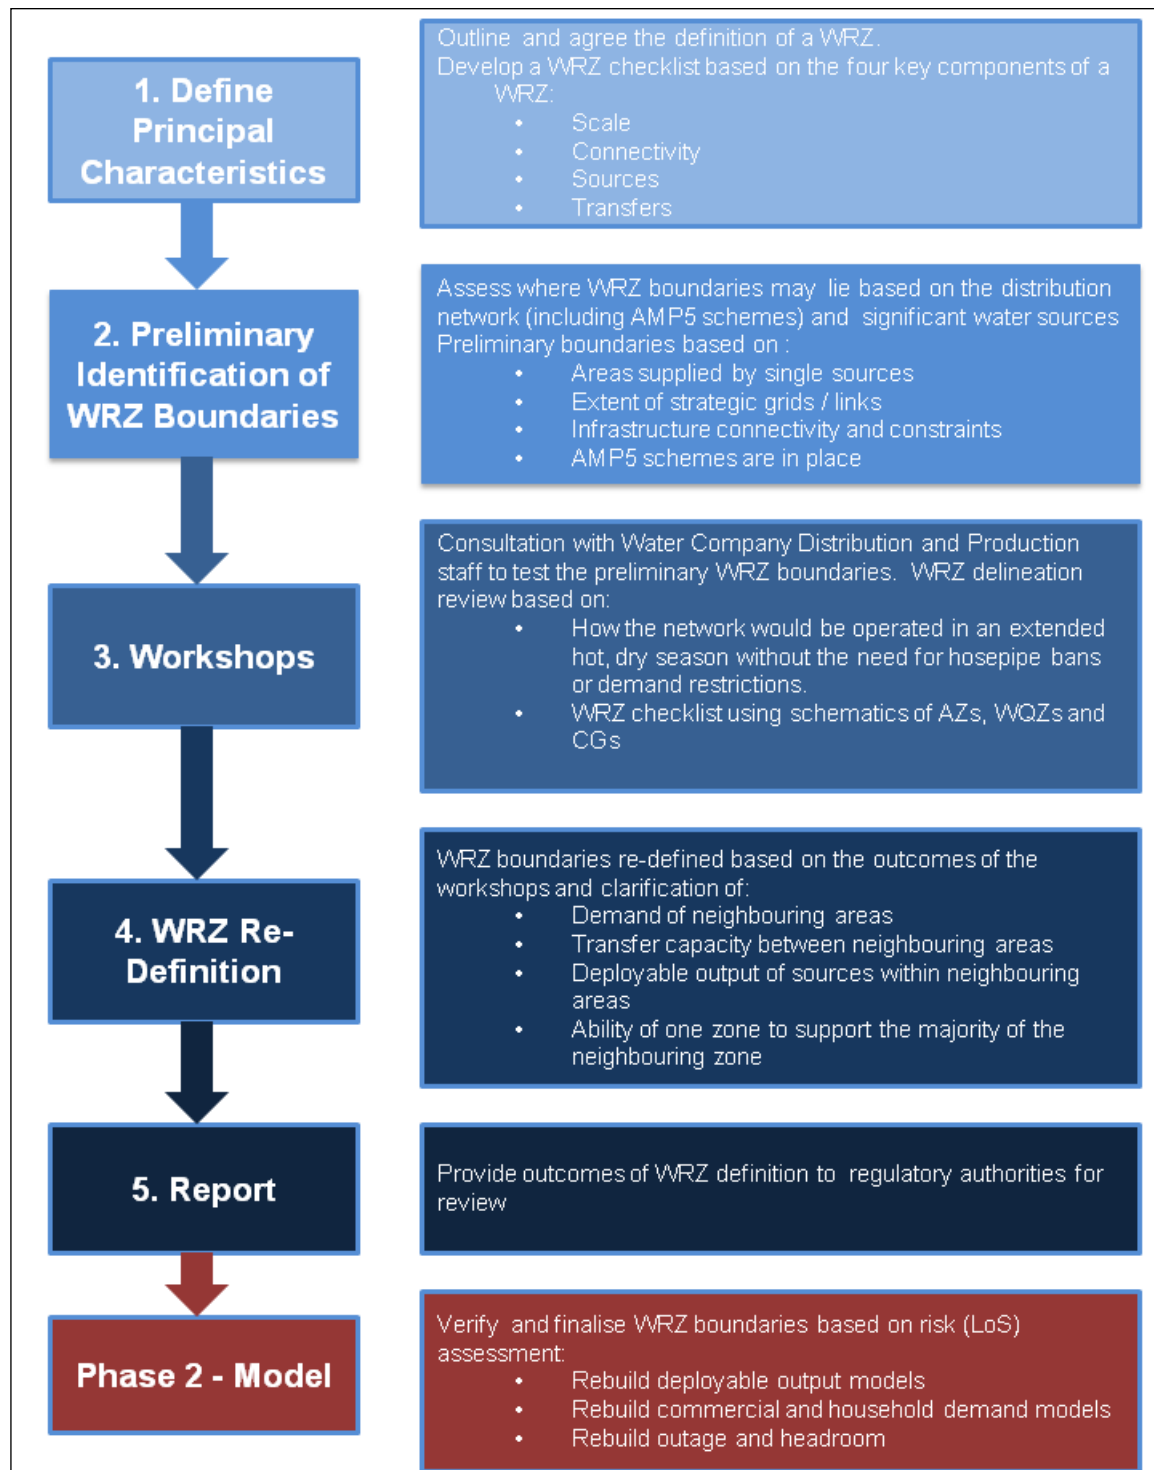 1. Define
Principal
Characteristics
Outline and agree the definition of a WRZ.
Develop a WRZ checklist based on the four key components of a
WRZ:
• Scale
• Connectivity
• Sources
• Transfers
2. Preliminary
Identification of
WRZ Boundaries
Assess where WRZ boundaries may lie based on the distribution
network (including AMP5 schemes) and significant water sources
Preliminary boundaries based on :
• Areas supplied by single sources
• Extent of strategic grids / links
• Infrastructure connectivity and constraints
• AMP5 schemes are in place
3. Workshops
Consultation with Water Company Distribution and Production
staff to test the preliminary WRZ boundaries. WRZ delineation
review based on:
• How the network would be operated in an extended
hot, dry season without the need for hosepipe bans
or demand restrictions.
• WRZ checklist using schematics of AZs, WQZs and
CGs
4. WRZ Re-
Definition
WRZ boundaries re-defined based on the outcomes of the
workshops and clarification of:
• Demand of neighbouring areas
• Transfer capacity between neighbouring areas
• Deployable output of sources within neighbouring
areas
• Ability of one zone to support the majority of the
neighbouring zone
5. Report
Provide outcomes of WRZ definition to regulatory authorities for
review
Phase 2 - Model
Verify and finalise WRZ boundaries based on risk (LoS)
assessment:
• Rebuild deployable output models
• Rebuild commercial and household demand models
• Rebuild outage and headroom